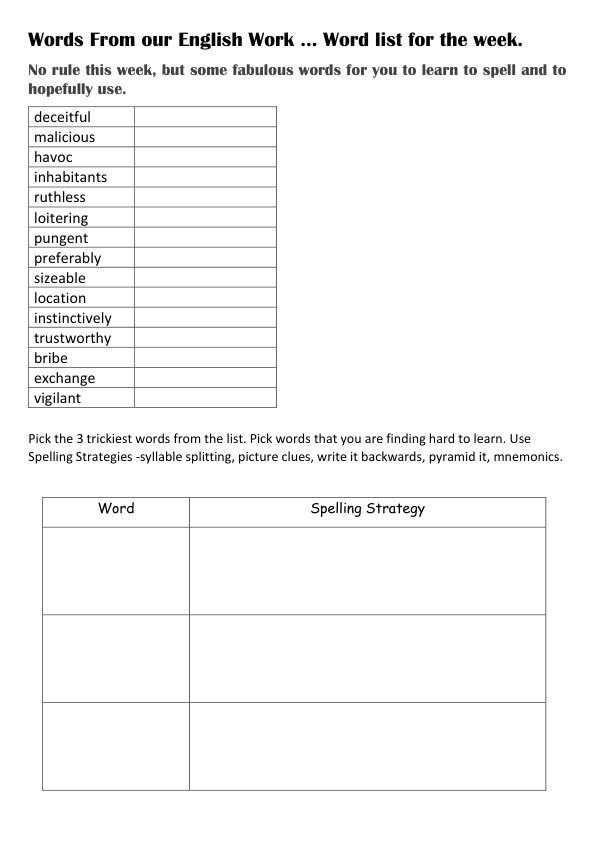 Words From our English Work ... Word list for the week.
No rule this week, but some fabulous words for you to learn to spell and to
hopefully use.
deceitful
malicious
havoc
inhabitants
ruthless
loitering
pungent
preferably
sizeable
location
instinctively
trustworthy
bribe
exchange
vigilant
Pick the 3 trickiest words from the list. Pick words that you are finding hard to learn. Use
Spelling Strategies -syllable splitting, picture clues, write it backwards, pyramid it, mnemonics.
Word Spelling Strategy